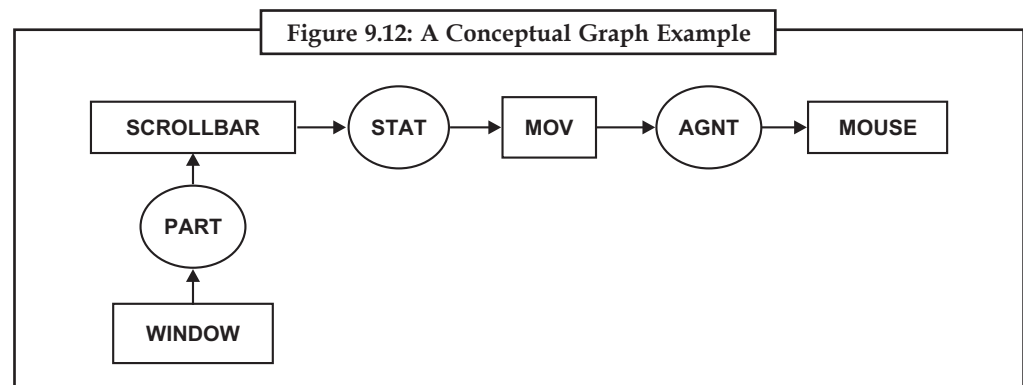 Figure 9.12: A Conceptual Graph Example
SCROLLBAR
STAT
MOV
AGNT
MOUSE
PART
WINDOW